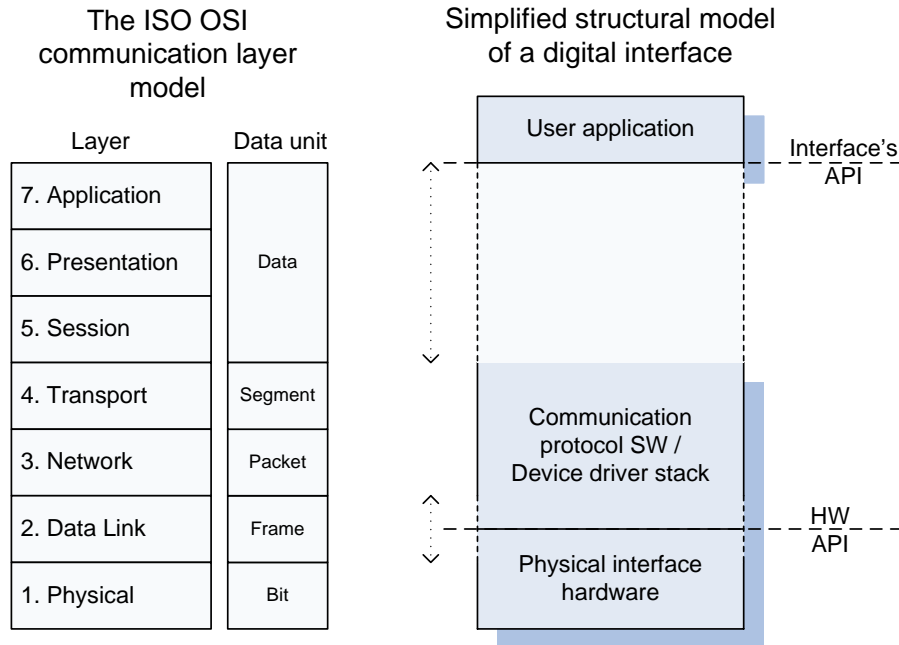 The ISO OSI
communication layer
model
Layer
Data unit
7. Application
6. Presentation
5. Session
4. Transport
3. Network
2. Data Link
1. Physical
Data
Segment
Packet
Frame
Bit
Simplified structural model
of a digital interface
User application
Interface's
API
Communication
protocol SW /
Device driver stack
HW
API
Physical interface
hardware